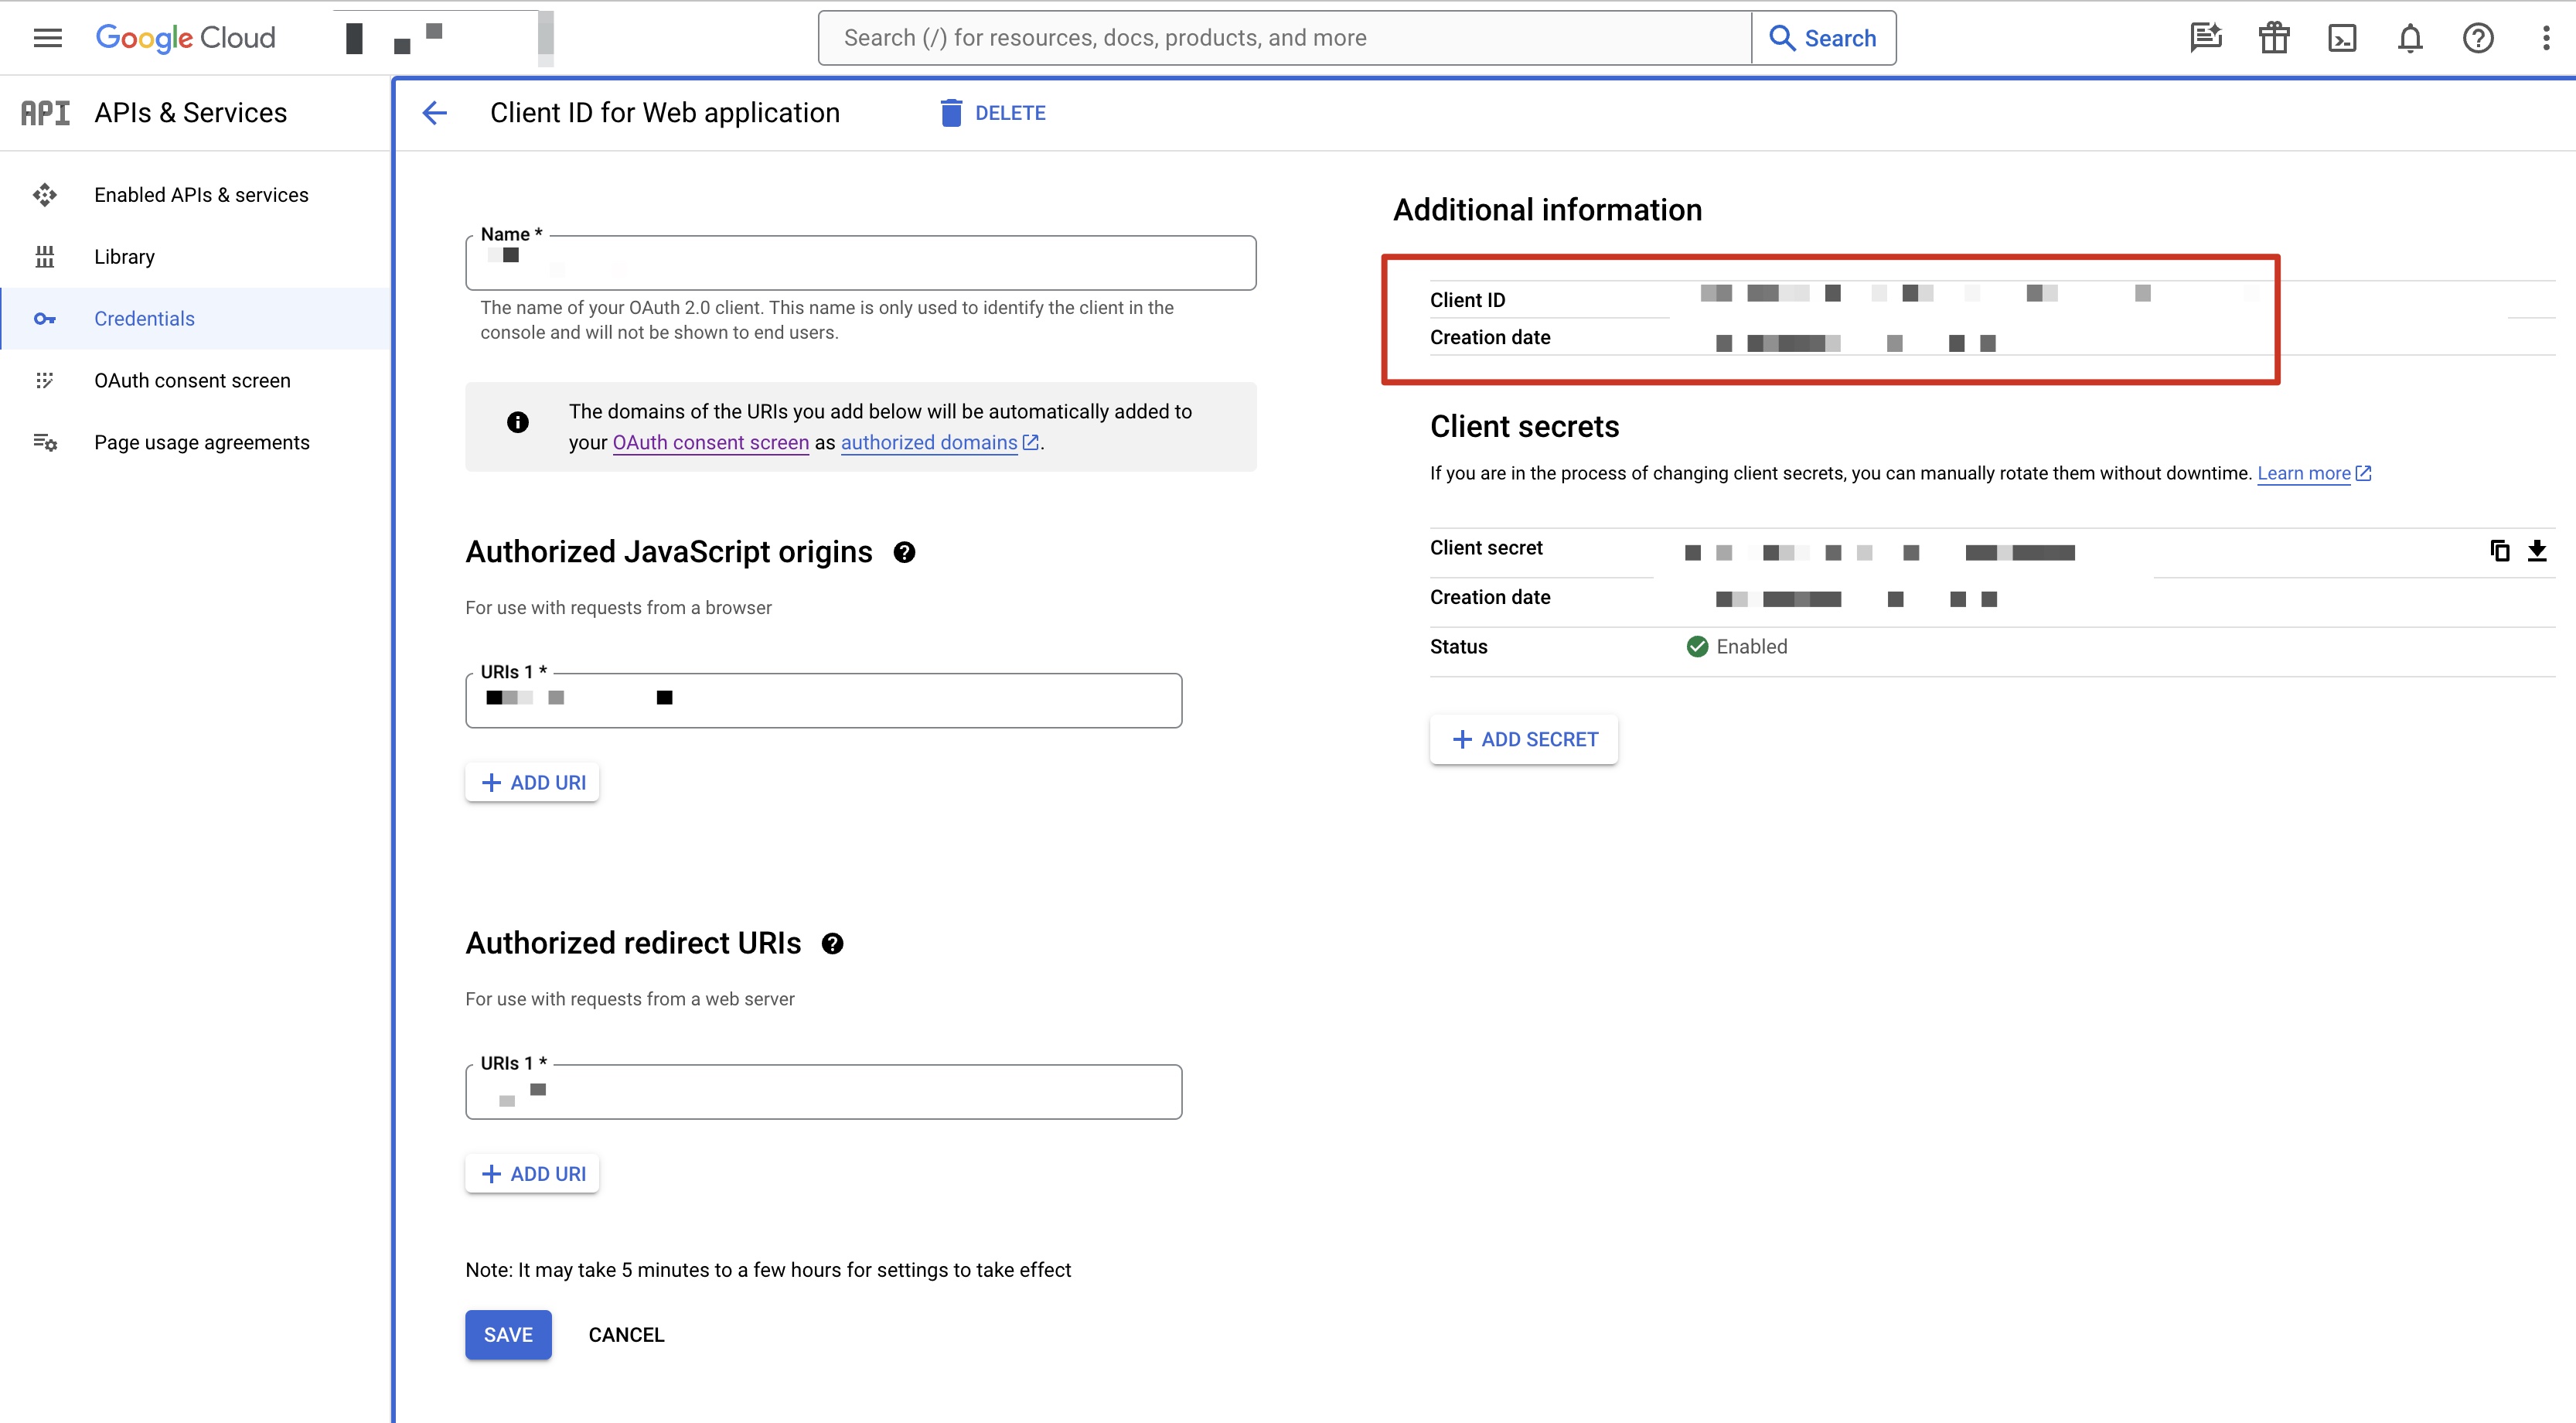 Google Cloud
Search (/) for resources, docs, products, and more
Search
API
APIs & Services
Client ID for Web application
DELETE
Enabled APIs & services
Library
Credentials
OAuth consent screen
Page usage agreements
Name *
The name of your OAuth 2.0 client. This name is only used to identify the client in the
console and will not be shown to end users.
The domains of the URIs you add below will be automatically added to
your OAuth consent screen as authorized domains.
Authorized JavaScript origins
For use with requests from a browser
URIs 1 *
ADD URI
Authorized redirect URIs
For use with requests from a web server
URIs 1 *
ADD URI
Note: It may take 5 minutes to a few hours for settings to take effect
SAVE
CANCEL
Additional information
Client ID
Creation date
Client secrets
If you are in the process of changing client secrets, you can manually rotate them without downtime. Learn more
Client secret
Creation date
Status
Enabled
ADD SECRET